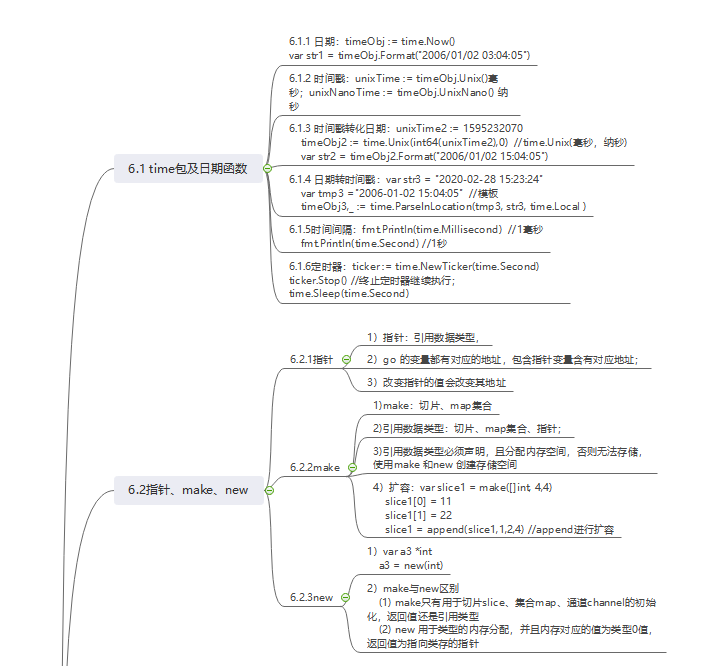 6.1 time包及日期函数
6.1.1 日期：timeObj := time.Now()
var str1 = timeObj.Format("2006/01/02 03:04:05")
6.1.2 时间戳：unixTime := timeObj.Unix()毫
秒；unixNanoTime := timeObj.UnixNano() 纳
秒
6.1.3 时间戳转化日期：unixTime2 := 1595232070
timeObj2 := time.Unix(int64(unixTime2),0) //time.Unix(毫秒，纳秒)
var str2 = timeObj2.Format("2006/01/02 15:04:05")
6.1.4 日期转时间戳：var str3 = "2020-02-28 15:23:24"
var tmp3 ="2006-01-02 15:04:05" //模板
timeObj3,_ := time.ParseInLocation(tmp3, str3, time.Local )
6.1.5时间间隔：fmt.Println(time.Millisecond) //1毫秒
fmt.Println(time.Second) //1秒
6.1.6定时器：ticker := time.NewTicker(time.Second)
ticker.Stop() //终止定时器继续执行；
time.Sleep(time.Second)
6.2指针、make、new
6.2.1指针
1）指针：引用数据类型，
2）go 的变量都有对应的地址，包含指针变量含有对应地址；
3）改变指针的值会改变其地址
6.2.2make
1)make：切片、map集合
2)引用数据类型：切片、map集合、指针；
3)引用数据类型必须声明，且分配内存空间，否则无法存储，
使用make 和new 创建存储空间
4）扩容：var slice1 = make([]int, 4,4)
slice1[0] = 11
slice1[1] = 22
slice1 = append(slice1,1,2,4) //append进行扩容
6.2.3new
1）var a3 *int
a3 = new(int)
2）make与new区别
(1) make只有用于切片slice、集合map、通道channel的初始
化，返回值还是引用类型
(2) new 用于类型的内存分配，并且内存对应的值为类型0值，
返回值为指向类存的指针